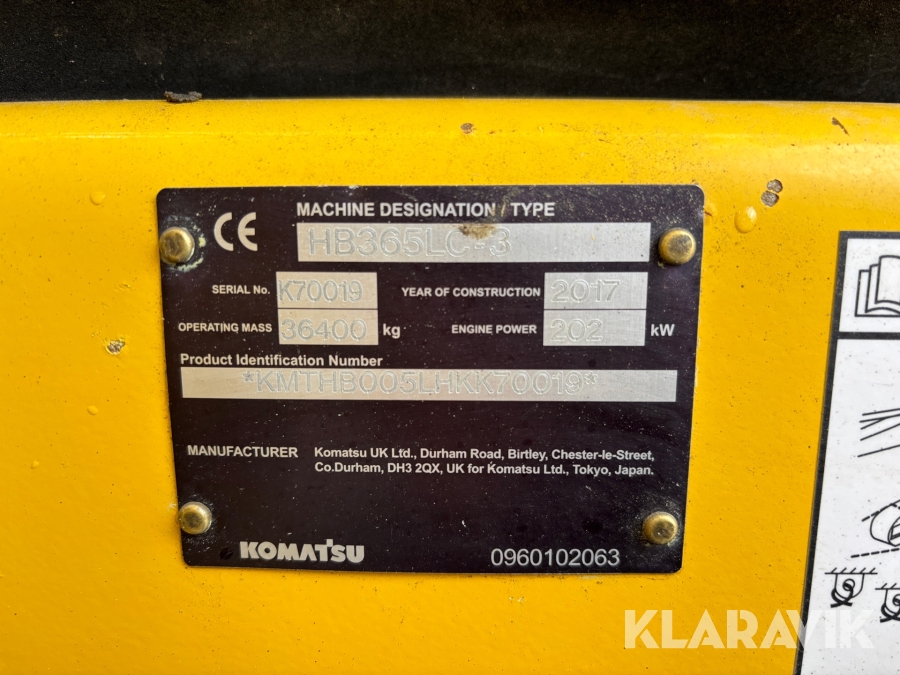 CE
MACHINE DESIGNATION / TYPE
HB365LC-3
SERIAL No. K70019 YEAR OF CONSTRUCTION 2017
OPERATING MASS 36400 kg ENGINE POWER 202 kW
Product Identification Number
*KMTHB005LHKK70019*
MANUFACTURER Komatsu UK Ltd., Durham Road, Birtley, Chester-le-Street,
Co.Durham, DH3 2QX, UK for Komatsu Ltd., Tokyo, Japan.
KOMATSU 0960102063
KLARAVIK